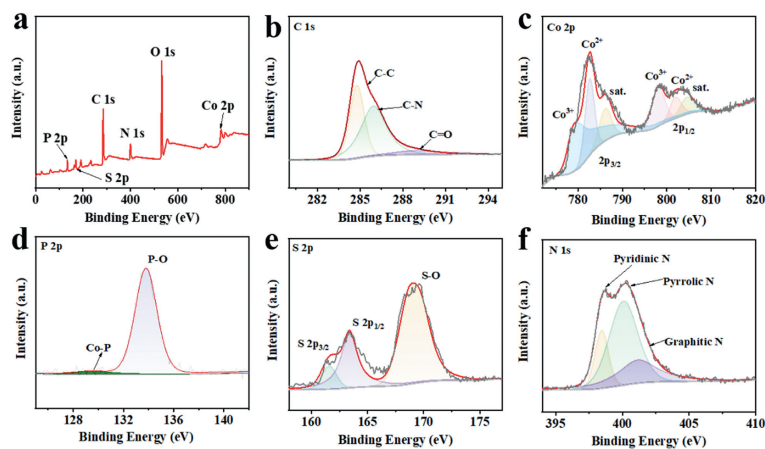 a
O 1s
C 1s
Co 2p
P 2p
N 1s
S 2p
0 200 400 600 800
Binding Energy (eV)
Intensity (a.u.)
b
C 1s
C-C
C-N
C=O
282 285 288 291 294
Binding Energy (eV)
Intensity (a.u.)
c
Co 2p
Co2+
Co3+
sat.
Co3+
Co2+
sat.
2p3/2
2p1/2
780 790 800 810 820
Binding Energy (eV)
Intensity (a.u.)
d
P 2p
P-O
Co-P
128 132 136 140
Binding Energy (eV)
Intensity (a.u.)
e
S 2p
S-O
S 2p1/2
S 2p3/2
160 165 170 175
Binding Energy (eV)
Intensity (a.u.)
f
N 1s
Pyridinic N
Pyrrolic N
Graphitic N
395 400 405 410
Binding Energy (eV)
Intensity (a.u.)